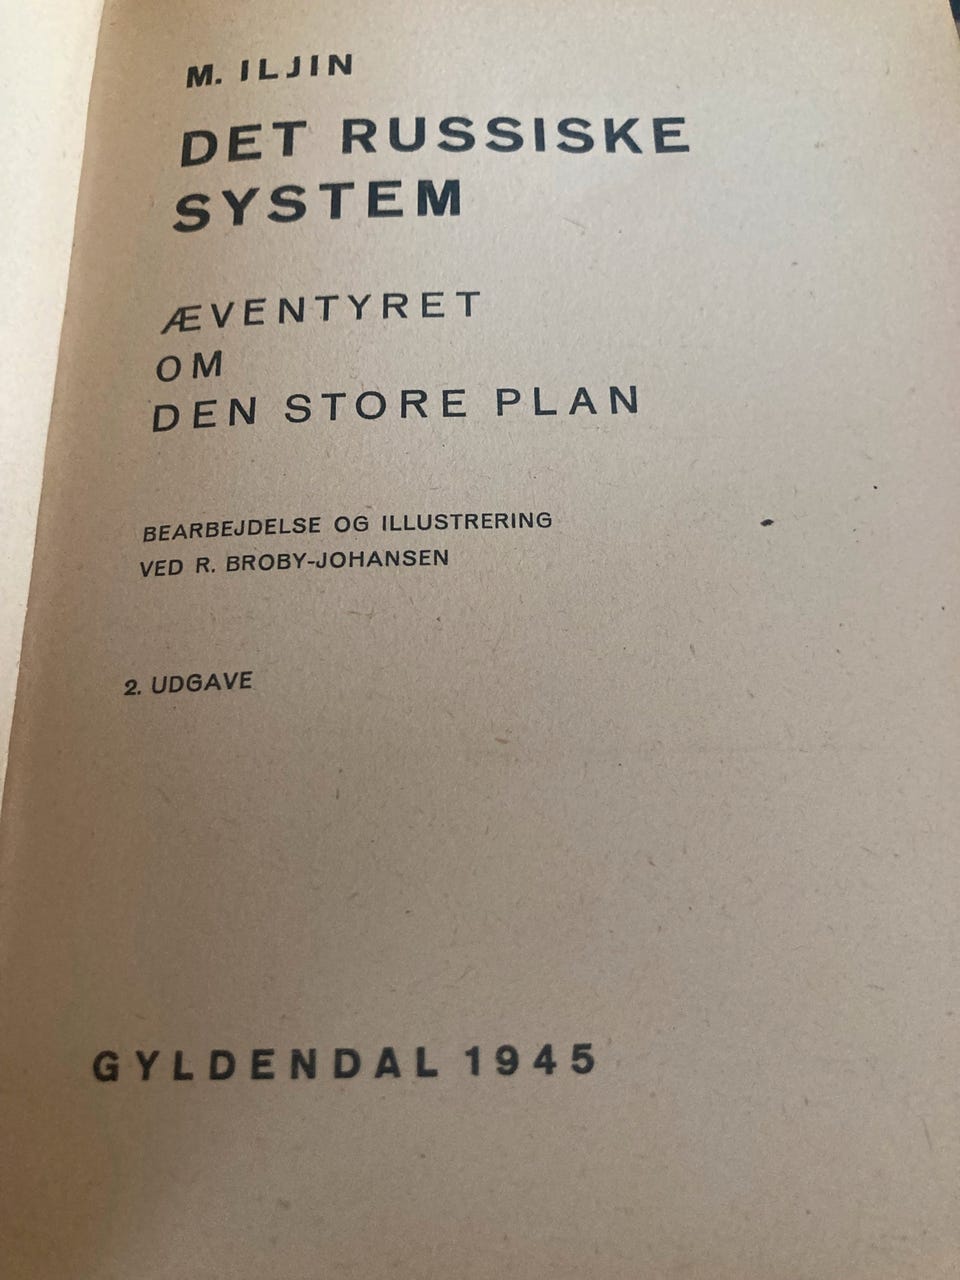 M. ILJIN
DET RUSSISKE
SYSTEM
ÆVENTYRET
OM
DEN STORE PLAN
BEARBEJDELSE OG ILLUSTRERING
VED R. BROBY-JOHANSEN
2. UDGAVE
GYLDENDAL 1945